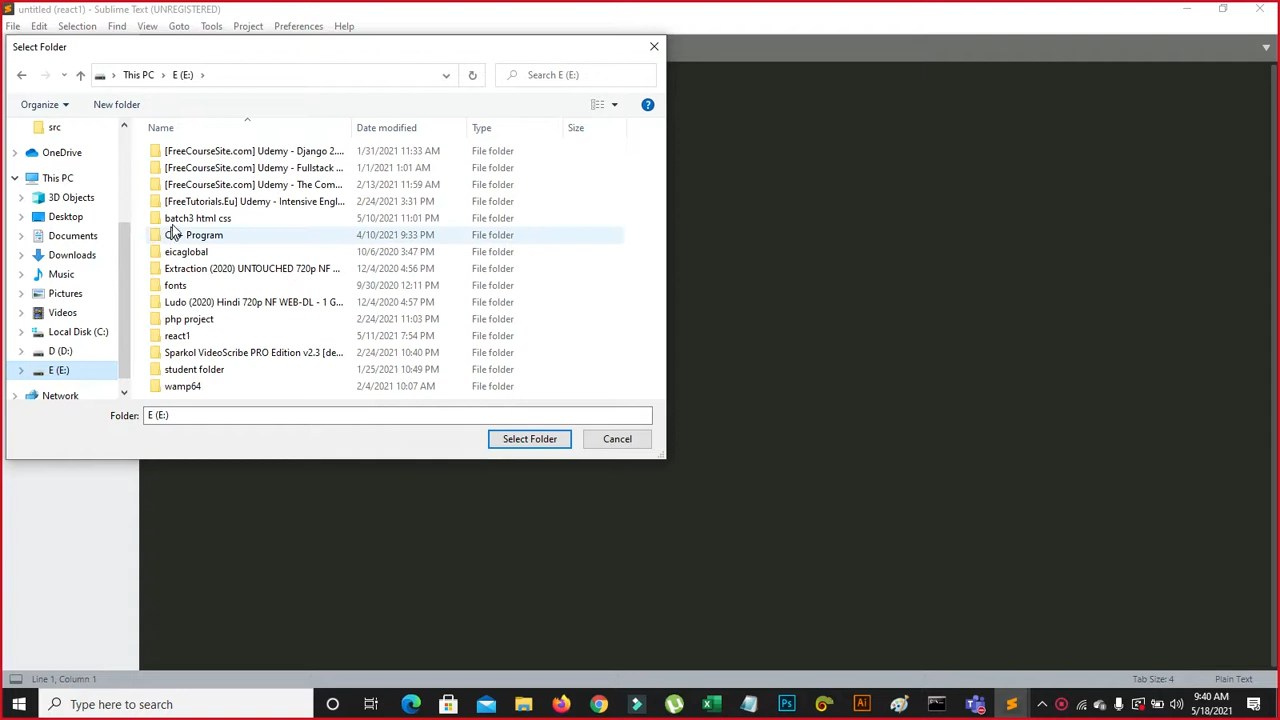 untitled (react1) - Sublime Text (UNREGISTERED)
File Edit Selection Find View Goto Tools Project Preferences Help
Select Folder
This PC E (E:) Search E (E:)
Organize New folder
Name Date modified Type Size
src
OneDrive
This PC
3D Objects
Desktop
Documents
Downloads
Music
Pictures
Videos
Local Disk (C:)
D (D:)
E (E:)
Network
[FreeCourseSite.com] Udemy - Django 2.... 1/31/2021 11:33 AM File folder
[FreeCourseSite.com] Udemy - Fullstack ... 1/1/2021 1:01 AM File folder
[FreeCourseSite.com] Udemy - The Com... 2/13/2021 11:59 AM File folder
[FreeTutorials.Eu] Udemy - Intensive Engl... 2/24/2021 3:31 PM File folder
batch3 html css 5/10/2021 11:01 PM File folder
Program 4/10/2021 9:33 PM File folder
eicaglobal 10/6/2020 3:47 PM File folder
Extraction (2020) UNTOUCHED 720p NF ... 12/4/2020 4:56 PM File folder
fonts 9/30/2020 12:11 PM File folder
Ludo (2020) Hindi 720p NF WEB-DL - 1 G... 12/4/2020 4:57 PM File folder
php project 2/24/2021 11:03 PM File folder
react1 5/11/2021 7:54 PM File folder
Sparkol VideoScribe PRO Edition v2.3 [de... 2/24/2021 10:40 PM File folder
student folder 1/25/2021 10:49 PM File folder
wamp64 2/4/2021 10:07 AM File folder
Folder: E (E:)
Select Folder Cancel
Line 1, Column 1 Tab Size: 4 Plain Text
Type here to search
9:40 AM
5/18/2021